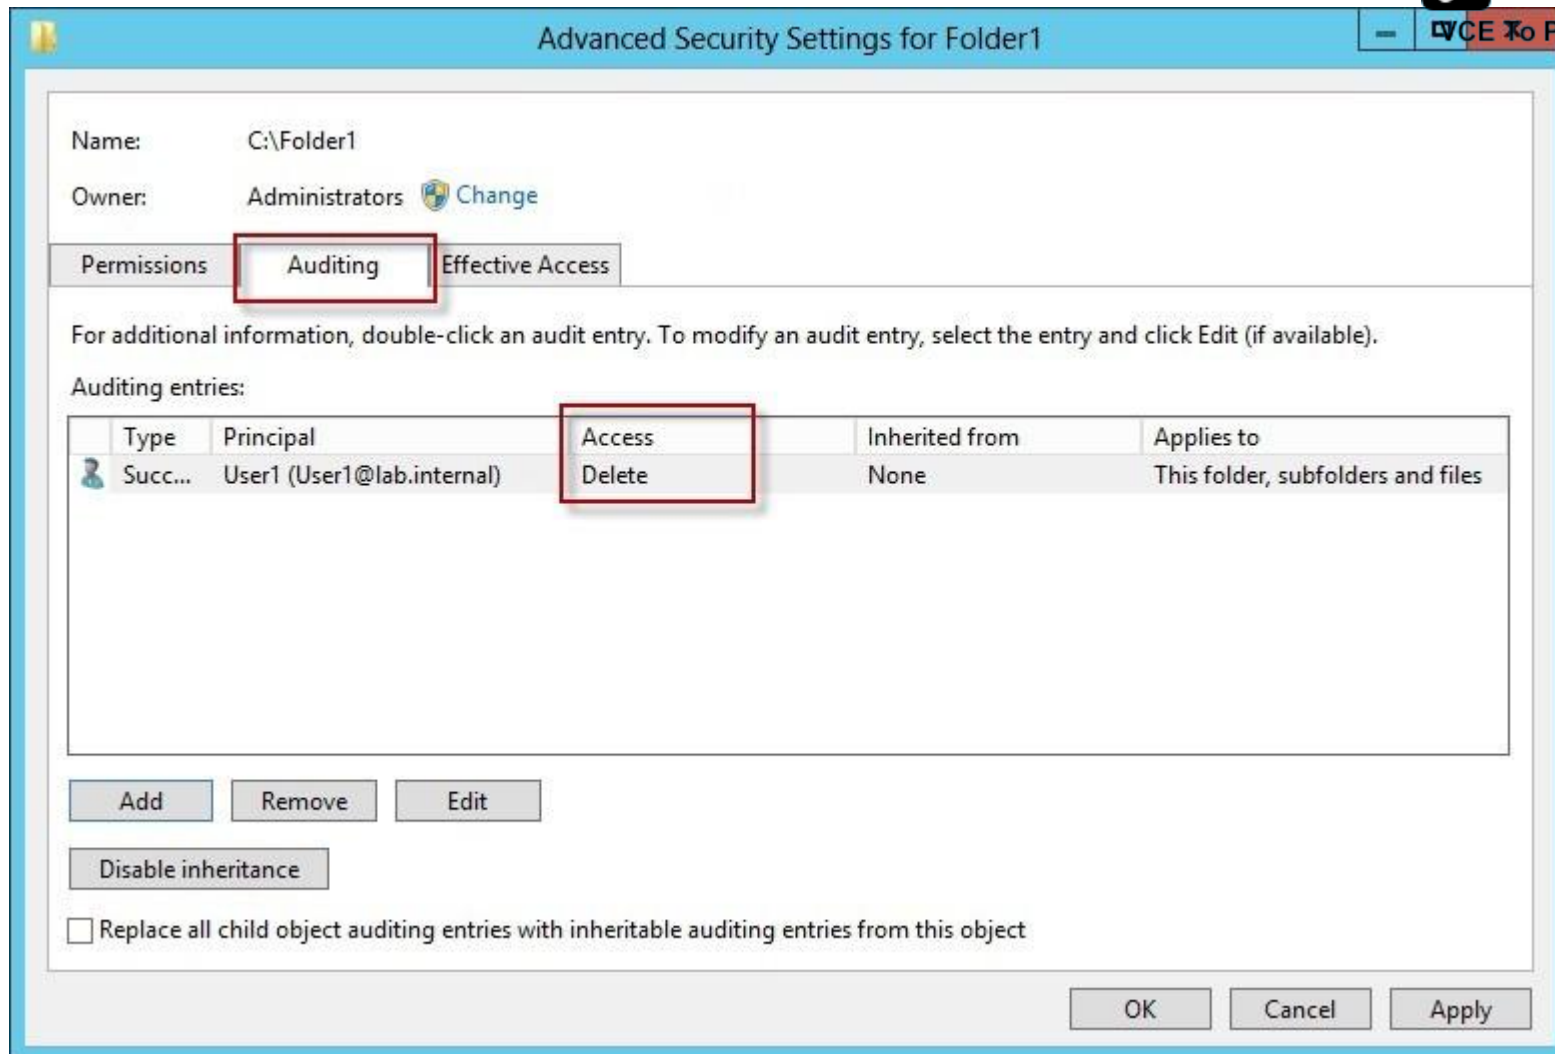 Advanced Security Settings for Folder1
VCE To P
Name: C:\Folder1
Owner: Administrators Change
Permissions Auditing Effective Access
For additional information, double-click an audit entry. To modify an audit entry, select the entry and click Edit (if available).
Auditing entries:
Type Principal Access Inherited from Applies to
Succ... User1 (User1@lab.internal) Delete None This folder, subfolders and files
Add Remove Edit
Disable inheritance
Replace all child object auditing entries with inheritable auditing entries from this object
OK Cancel Apply